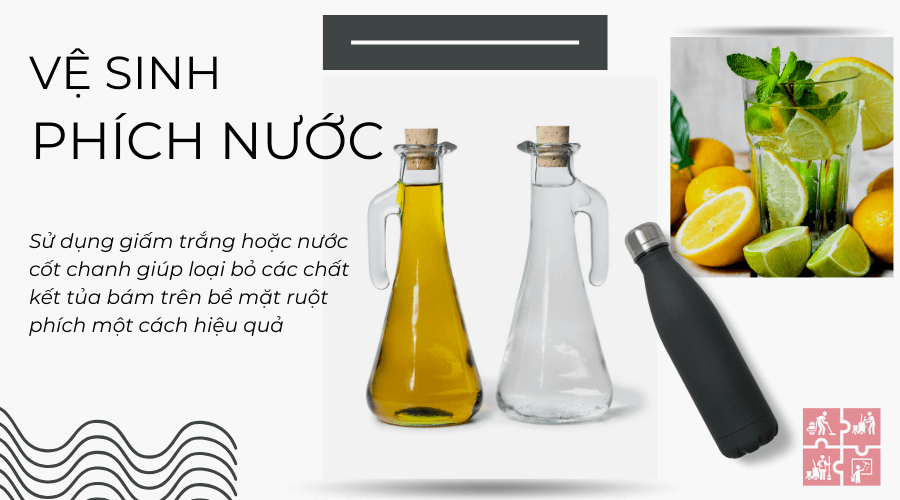 VỆ SINH
PHÍCH NƯỚC
Sử dụng giấm trắng hoặc nước
cốt chanh giúp loại bỏ các chất
kết tủa bám trên bề mặt ruột
phích một cách hiệu quả